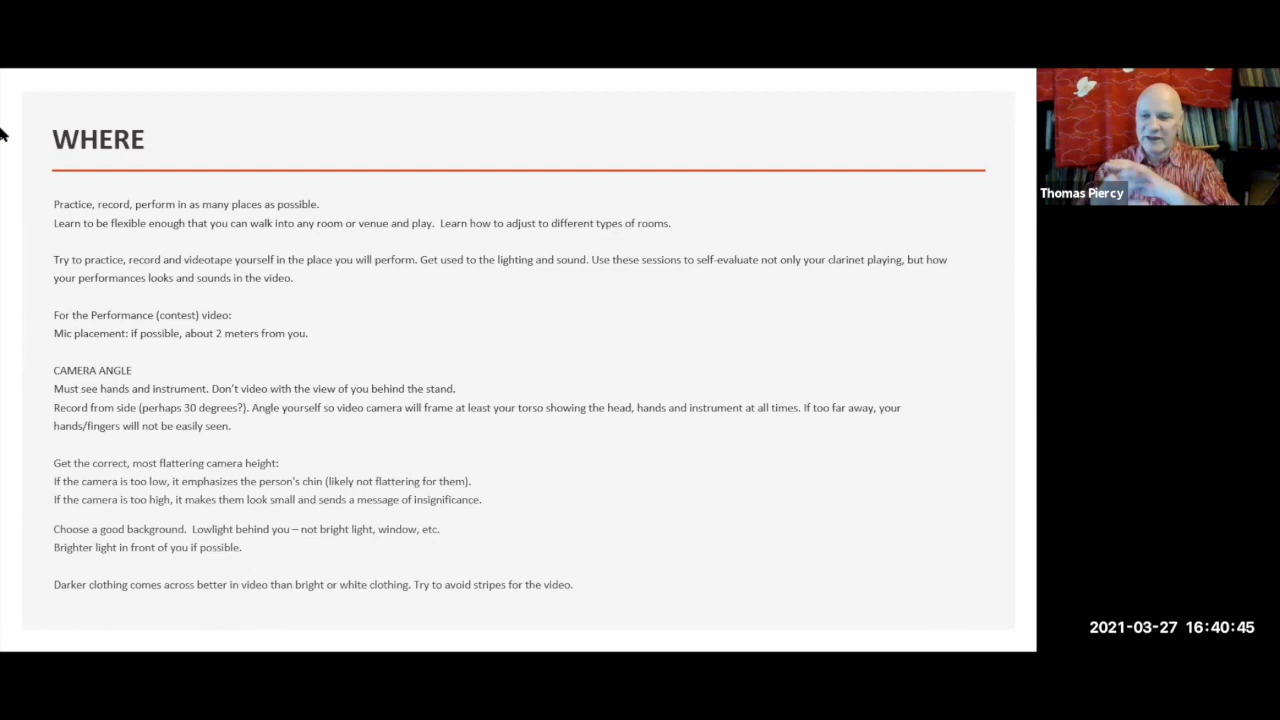 WHERE
Practice, record, perform in as many places as possible.
Learn to be flexible enough that you can walk into any room or venue and play.  Learn how to adjust to different types of rooms.
Try to practice, record and videotape yourself in the place you will perform. Get used to the lighting and sound. Use these sessions to self-evaluate not only your clarinet playing, but how
your performances looks and sounds in the video.
For the Performance (contest) video:
Mic placement: if possible, about 2 meters from you.
CAMERA ANGLE
Must see hands and instrument. Don’t video with the view of you behind the stand.
Record from side (perhaps 30 degrees?). Angle yourself so video camera will frame at least your torso showing the head, hands and instrument at all times. If too far away, your
hands/fingers will not be easily seen.
Get the correct, most flattering camera height:
If the camera is too low, it emphasizes the person's chin (likely not flattering for them).
If the camera is too high, it makes them look small and sends a message of insignificance.
Choose a good background.  Lowlight behind you – not bright light, window, etc.
Brighter light in front of you if possible.
Darker clothing comes across better in video than bright or white clothing. Try to avoid stripes for the video.
Thomas Piercy
2021-03-27 16:40:45